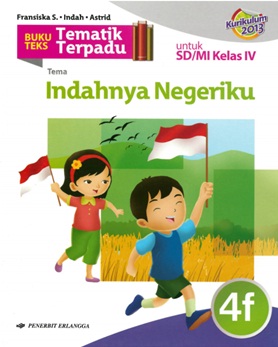 Fransiska S. • Indah • Astrid
BUKU
TEKS
Tematik
Terpadu
Kurikulum
2013
untuk
SD/MI Kelas IV
Tema
Indahnya Negeriku
4f
PENERBIT ERLANGGA